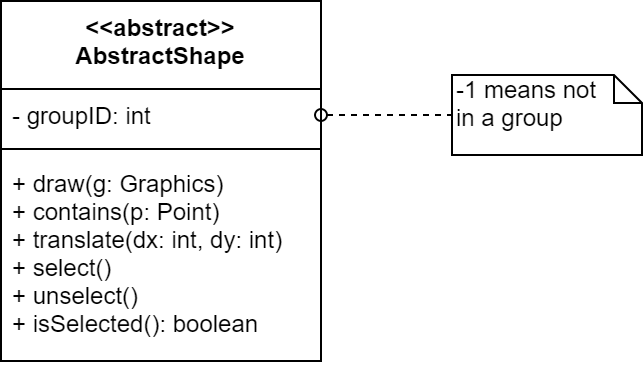 <<abstract>>
AbstractShape
- groupID: int
-1 means not
in a group
+ draw(g: Graphics)
+ contains(p: Point)
+ translate(dx: int, dy: int)
+ select()
+ unselect()
+ isSelected(): boolean